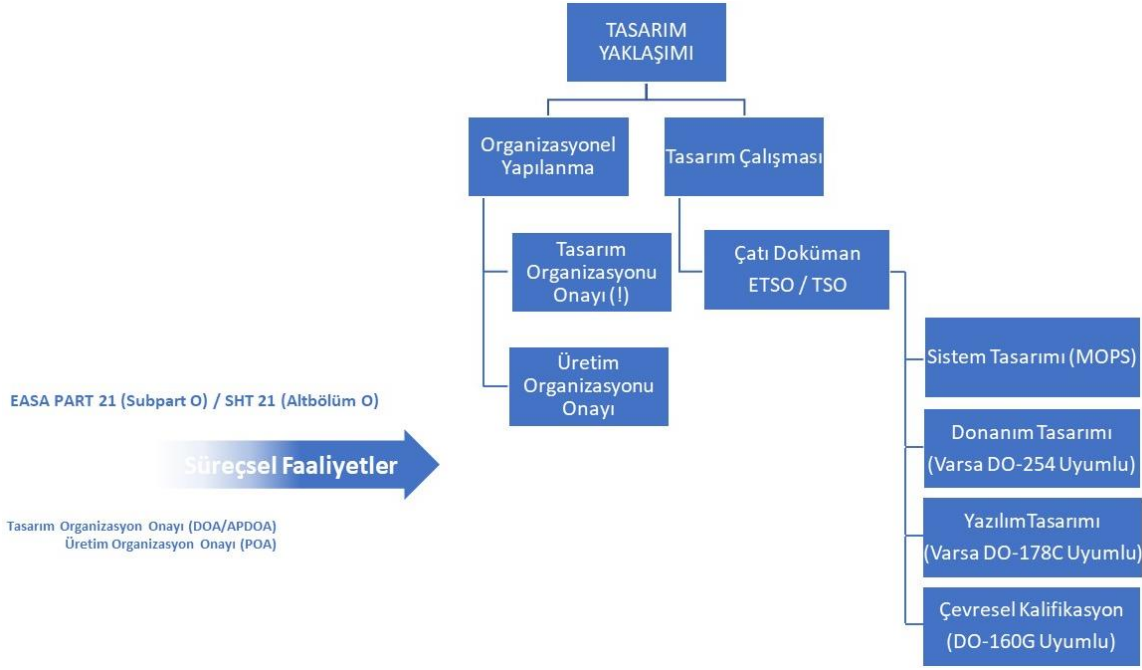 TASARIM
YAKLAŞIMI
Organizasyonel
Yapılanma
Tasarım Çalışması
Tasarım
Organizasyonu
Onayı (!)
Üretim
Organizasyonu
Onayı
Çatı Doküman
ETSO / TSO
Sistem Tasarımı (MOPS)
Donanım Tasarımı
(Varsa DO-254 Uyumlu)
Yazılım Tasarımı
(Varsa DO-178C Uyumlu)
Çevresel Kalifikasyon
(DO-160G Uyumlu)
EASA PART 21 (Subpart O) / SHT 21 (Altbölüm O)
Süreçsel Faaliyetler
Tasarım Organizasyon Onayı (DOA/APDOA)
Üretim Organizasyon Onayı (POA)